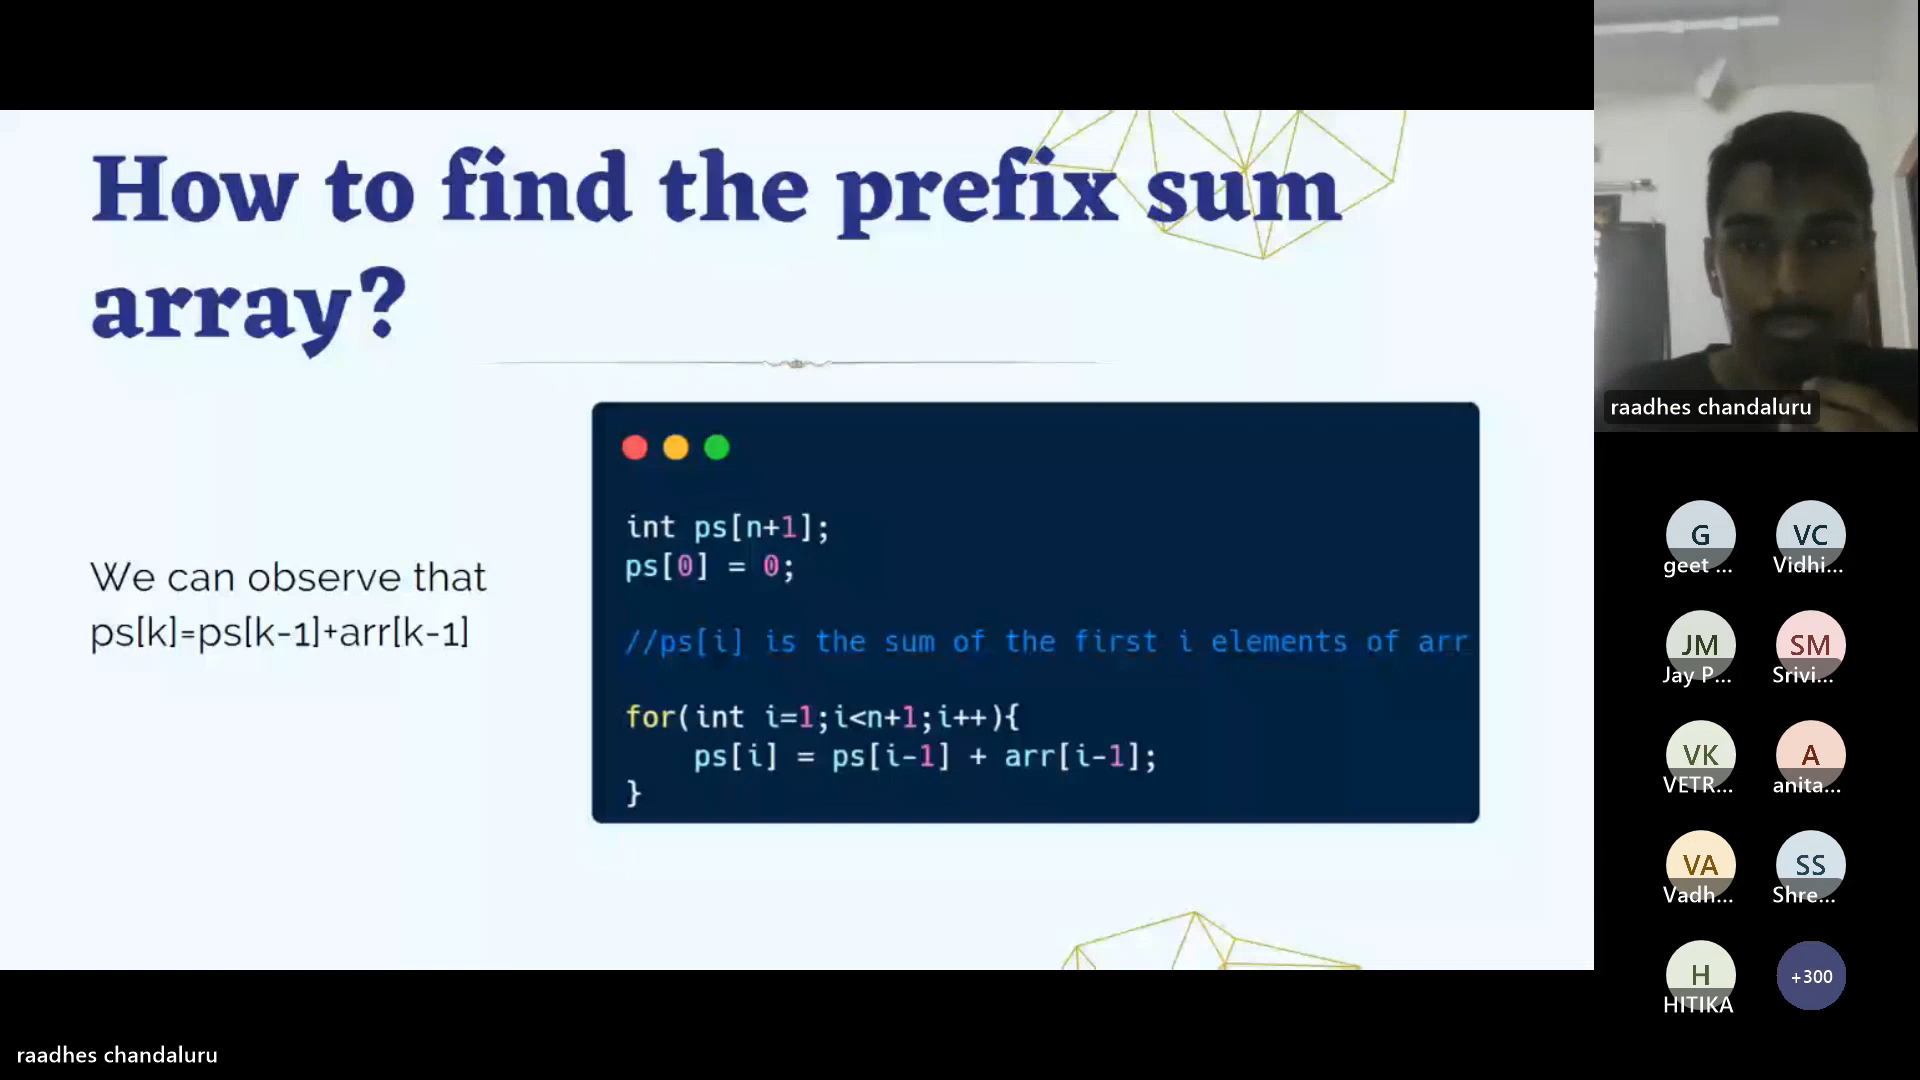 How to find the prefix sum
array?
We can observe that
ps[k]=ps[k-1]+arr[k-1]
int ps[n+1];
ps[0] = 0;
//ps[i] is the sum of the first i elements of arr
for(int i=1;i<n+1;i++){
ps[i] = ps[i-1] + arr[i-1];
}
raadhes chandaluru
G
geet ...
VC
Vidhi...
JM
Jay P...
SM
Srivi...
VK
VETR...
A
anita...
VA
Vadh...
SS
Shre...
H
HITIKA
+300
raadhes chandaluru